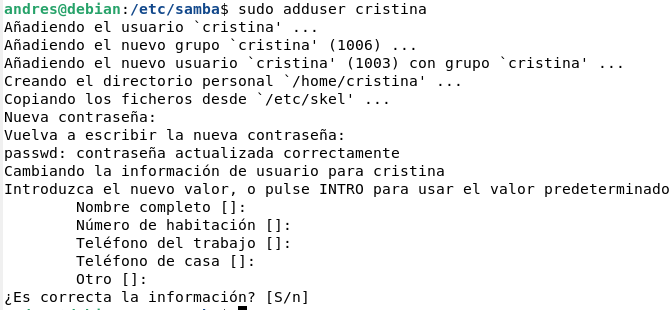 andres@debian:/etc/samba$ sudo adduser cristina
Añadiendo el usuario `cristina' ...
Añadiendo el nuevo grupo `cristina' (1006) ...
Añadiendo el nuevo usuario `cristina' (1003) con grupo `cristina' ...
Creando el directorio personal `/home/cristina' ...
Copiando los ficheros desde `/etc/skel' ...
Nueva contraseña:
Vuelva a escribir la nueva contraseña:
passwd: contraseña actualizada correctamente
Cambiando la información de usuario para cristina
Introduzca el nuevo valor, o pulse INTRO para usar el valor predeterminado
Nombre completo []:
Número de habitación []:
Teléfono del trabajo []:
Teléfono de casa []:
Otro []:
¿Es correcta la información? [S/n]